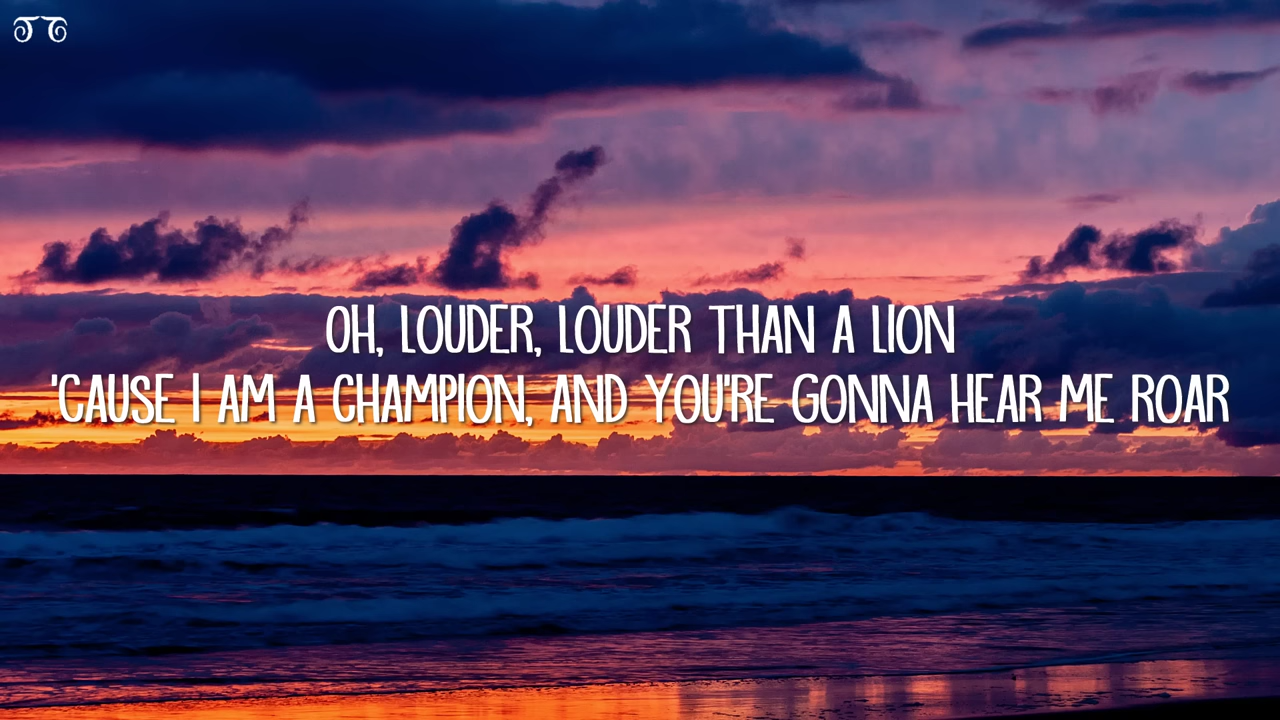 OH, LOUDER, LOUDER THAN A LION
'CAUSE I AM A CHAMPION, AND YOU'RE GONNA HEAR ME ROAR